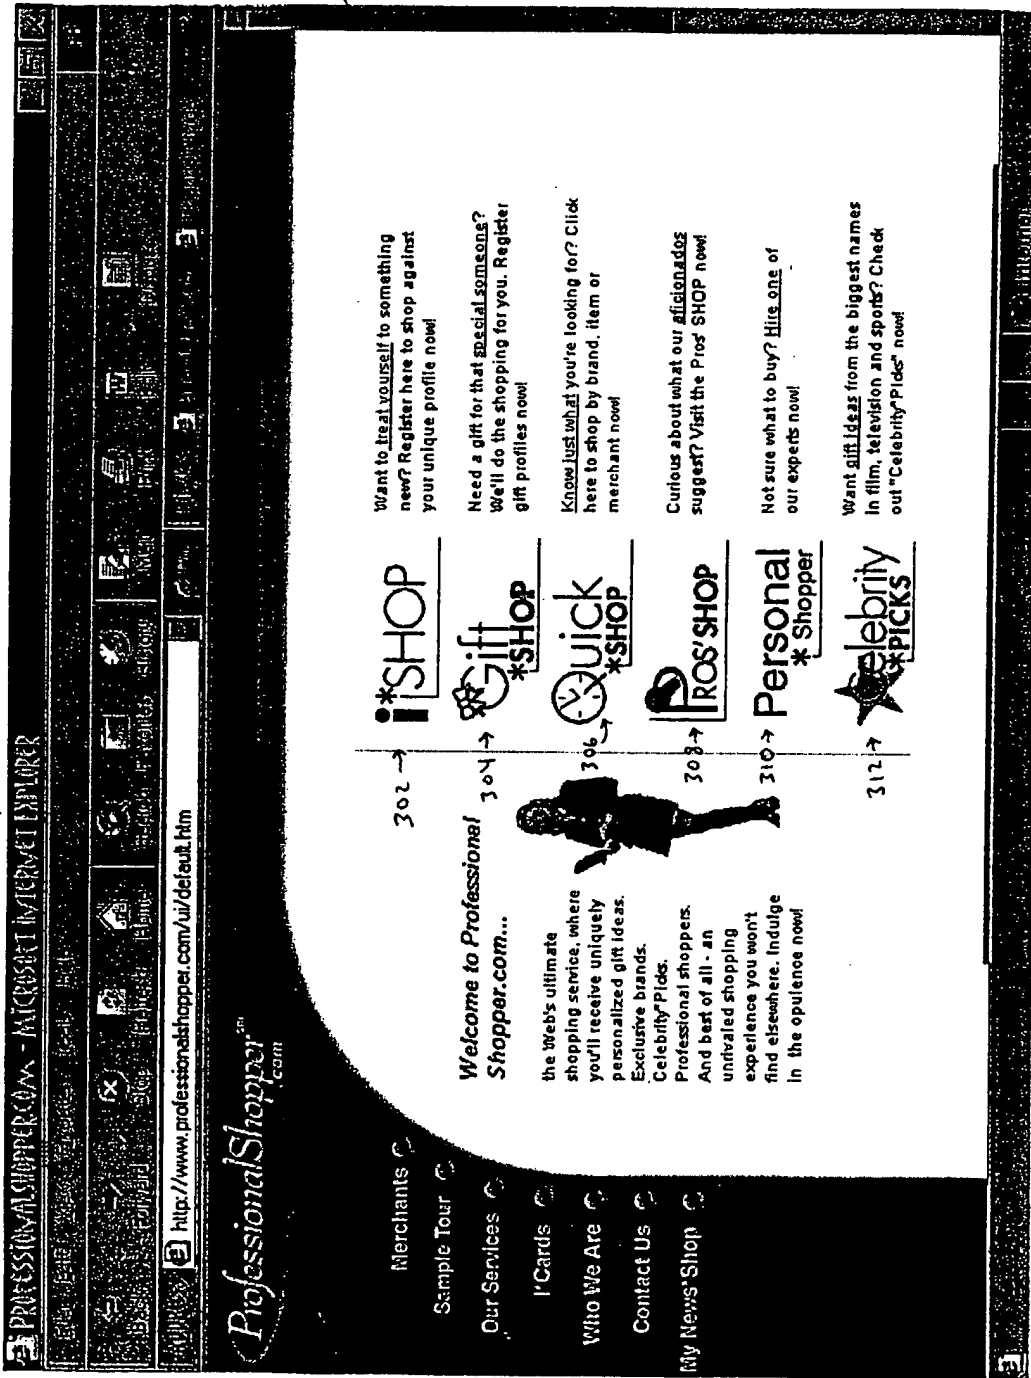 PROFESSIONALSHOPPER.COM - MICROSOFT INTERNET EXPLORER
Stop
Refresh
Home
Search
Favorites
History
Mail
Print
http://www.professionalshopper.com/ui/default.htm
ProfessionalShopper℠
.com
Merchants
Sample Tour
Our Services
I*Cards
Who We Are
Contact Us
My News*Shop
Welcome to Professional
Shopper.com...
the Web's ultimate
shopping service, where
you'll receive uniquely
personalized gift ideas.
Exclusive brands.
Celebrity*Picks.
Professional shoppers.
And best of all - an
unrivaled shopping
experience you won't
find elsewhere. Indulge
in the opulence now!
302
i*SHOP
Want to treat yourself to something
new? Register here to shop against
your unique profile now!
304
Gift
*SHOP
Need a gift for that special someone?
We'll do the shopping for you. Register
gift profiles now!
306
Quick
*SHOP
Know just what you're looking for? Click
here to shop by brand, item or
merchant now!
308
PROS'SHOP
Curious about what our aficionados
suggest? Visit the Pros' SHOP now!
310
Personal
*Shopper
Not sure what to buy? Hire one of
our experts now!
312
Celebrity
*PICKS
Want gift ideas from the biggest names
in film, television and sports? Check
out "Celebrity*Picks" now!